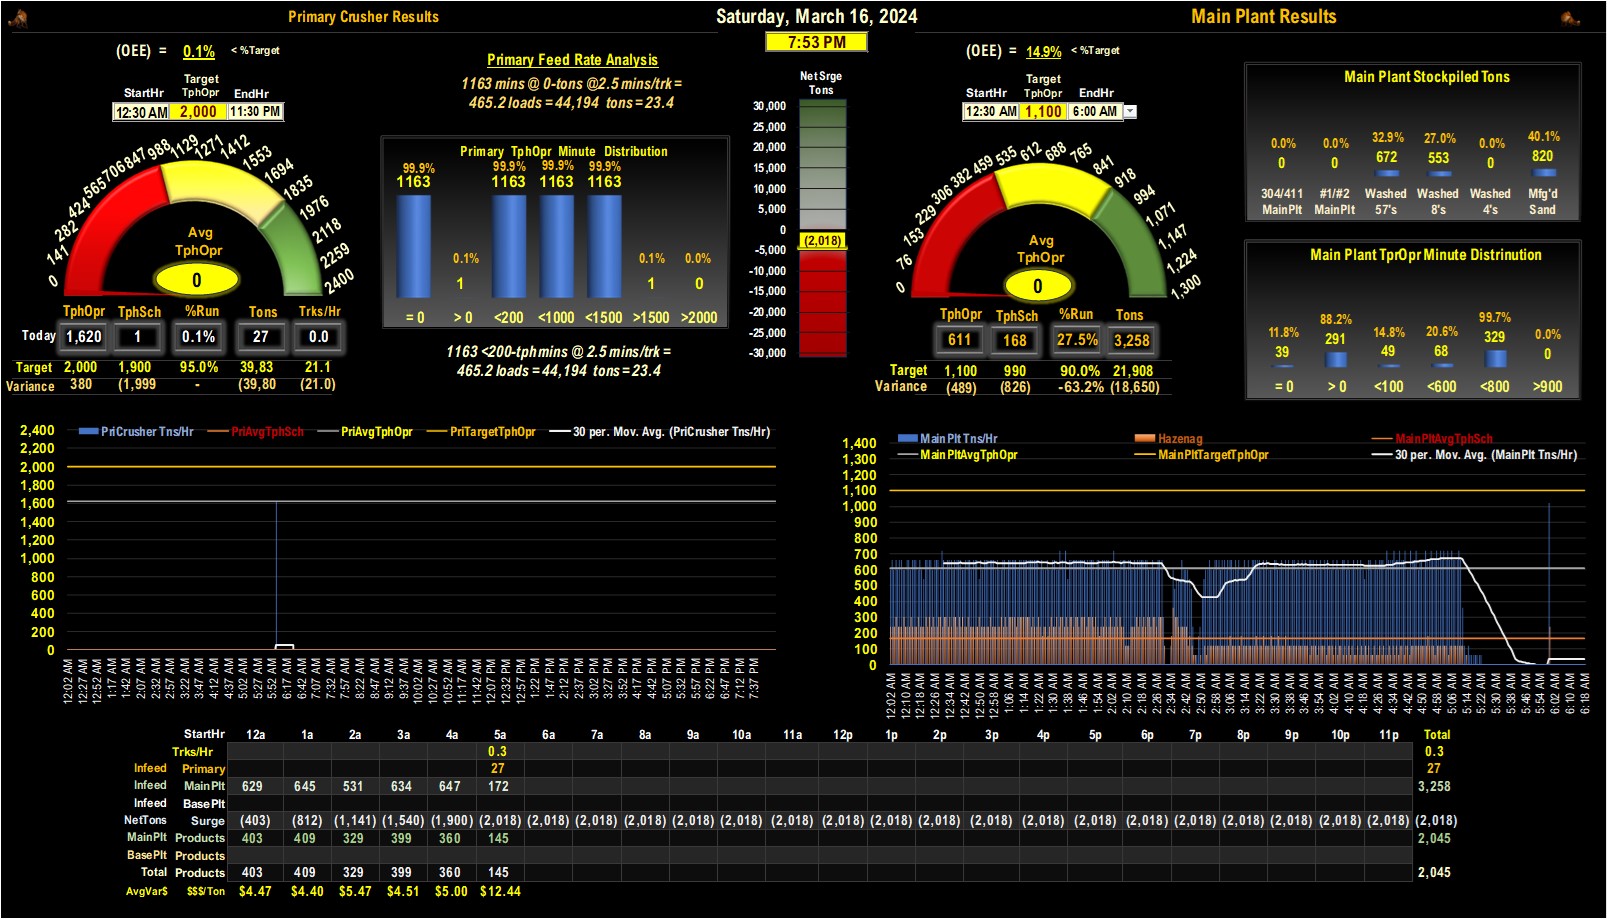 Primary Crusher Results
Saturday, March 16, 2024
Main Plant Results
7:53 PM
(OEE) = 0.1% < %Target
Target
StartHr TphOpr EndHr
12:30 AM 2,000 11:30 PM
Primary Feed Rate Analysis
1163 mins @ 0-tons @2.5 mins/trk =
465.2 loads = 44,194 tons = 23.4
0 141 282 424 565 706 847 988 1129 1271 1412 1553 1694 1835 1976 2118 2259 2400
Avg
TphOpr
0
Primary TphOpr Minute Distribution
99.9% 99.9% 99.9% 99.9%
1163 1163 1163 1163
0.1% 0.1% 0.0%
1 1 0
= 0 > 0 <200 <1000 <1500 >1500 >2000
1163 <200-tph mins @ 2.5 mins/trk =
465.2 loads = 44,194 tons = 23.4
TphOpr TphSch %Run Tons Trks/Hr
Today 1,620 1 0.1% 27 0.0
Target 2,000 1,900 95.0% 39,83 21.1
Variance 380 (1,999 - (39,80 (21.0)
Net Srge
Tons
30,000
25,000
20,000
15,000
10,000
5,000
0
(2,018)
-5,000
-10,000
-15,000
-20,000
-25,000
-30,000
(OEE) = 14.9% < %Target
Target
StartHr TphOpr EndHr
12:30 AM 1,100 6:00 AM
0 76 153 229 306 382 459 535 612 688 765 841 918 994 1,071 1,147 1,224 1,300
Avg
TphOpr
0
TphOpr TphSch %Run Tons
611 168 27.5% 3,258
Target 1,100 990 90.0% 21,908
Variance (489) (826) -63.2% (18,650)
Main Plant Stockpiled Tons
0.0% 0.0% 32.9% 27.0% 0.0% 40.1%
0 0 672 553 0 820
304/411 #1/#2 Washed Washed Washed Mfg'd
MainPlt MainPlt 57's 8's 4's Sand
Main Plant TprOpr Minute Distrinution
11.8% 88.2% 14.8% 20.6% 99.7% 0.0%
39 291 49 68 329 0
= 0 > 0 <100 <600 <800 >900
PriCrusher Tns/Hr PriAvgTphSch PriAvgTphOpr PriTargetTphOpr 30 per. Mov. Avg. (PriCrusher Tns/Hr)
2,400
2,200
2,000
1,800
1,600
1,400
1,200
1,000
800
600
400
200
0
12:02 AM 12:27 AM 12:52 AM 1:17 AM 1:42 AM 2:07 AM 2:32 AM 2:57 AM 3:22 AM 3:47 AM 4:12 AM 4:37 AM 5:02 AM 5:27 AM 5:52 AM 6:17 AM 6:42 AM 7:07 AM 7:32 AM 7:57 AM 8:22 AM 8:47 AM 9:12 AM 9:37 AM 10:02 AM 10:27 AM 10:52 AM 11:17 AM 11:42 AM 12:07 PM 12:32 PM 12:57 PM 1:22 PM 1:47 PM 2:12 PM 2:37 PM 3:02 PM 3:27 PM 3:52 PM 4:17 PM 4:42 PM 5:07 PM 5:32 PM 5:57 PM 6:22 PM 6:47 PM 7:12 PM 7:37 PM
MainPlt Tns/Hr Hazenag MainPltAvgTphSch
MainPltAvgTphOpr MainPltTargetTphOpr 30 per. Mov. Avg. (MainPlt Tns/Hr)
1,400
1,300
1,200
1,100
1,000
900
800
700
600
500
400
300
200
100
0
12:02 AM 12:10 AM 12:18 AM 12:26 AM 12:34 AM 12:42 AM 12:50 AM 12:58 AM 1:06 AM 1:14 AM 1:22 AM 1:30 AM 1:38 AM 1:46 AM 1:54 AM 2:02 AM 2:10 AM 2:18 AM 2:26 AM 2:34 AM 2:42 AM 2:50 AM 2:58 AM 3:06 AM 3:14 AM 3:22 AM 3:30 AM 3:38 AM 3:46 AM 3:54 AM 4:02 AM 4:10 AM 4:18 AM 4:26 AM 4:34 AM 4:42 AM 4:50 AM 4:58 AM 5:06 AM 5:14 AM 5:22 AM 5:30 AM 5:38 AM 5:46 AM 5:54 AM 6:02 AM 6:10 AM 6:18 AM
StartHr 12a 1a 2a 3a 4a 5a 6a 7a 8a 9a 10a 11a 12p 1p 2p 3p 4p 5p 6p 7p 8p 9p 10p 11p Total
Trks/Hr 0.3 0.3
Infeed Primary 27 27
Infeed MainPlt 629 645 531 634 647 172 3,258
Infeed BasePlt
NetTons Surge (403) (812) (1,141) (1,540) (1,900) (2,018) (2,018) (2,018) (2,018) (2,018) (2,018) (2,018) (2,018) (2,018) (2,018) (2,018) (2,018) (2,018) (2,018) (2,018) (2,018) (2,018) (2,018) (2,018) (2,018)
MainPlt Products 403 409 329 399 360 145 2,045
BasePlt Products
Total Products 403 409 329 399 360 145 2,045
AvgVar$ $$$/Ton $4.47 $4.40 $5.47 $4.51 $5.00 $12.44